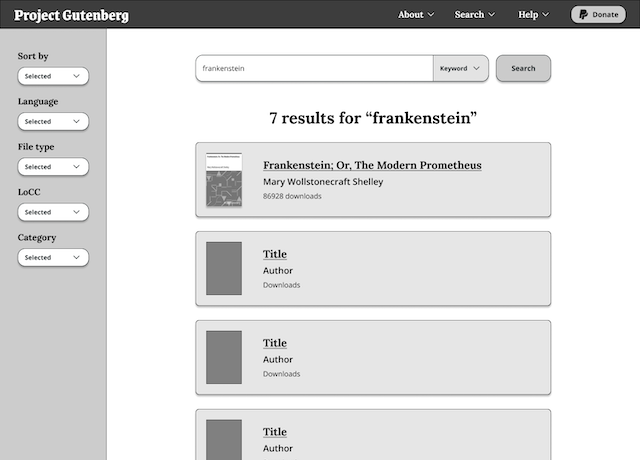 Project Gutenberg
About
Search
Help
Donate
Sort by
Selected
Language
Selected
File type
Selected
LoCC
Selected
Category
Selected
frankenstein
Keyword
Search
7 results for “frankenstein”
Frankenstein; Or, The Modern Prometheus
Mary Wollstonecraft Shelley
86928 downloads
Title
Author
Downloads
Title
Author
Downloads
Title
Author